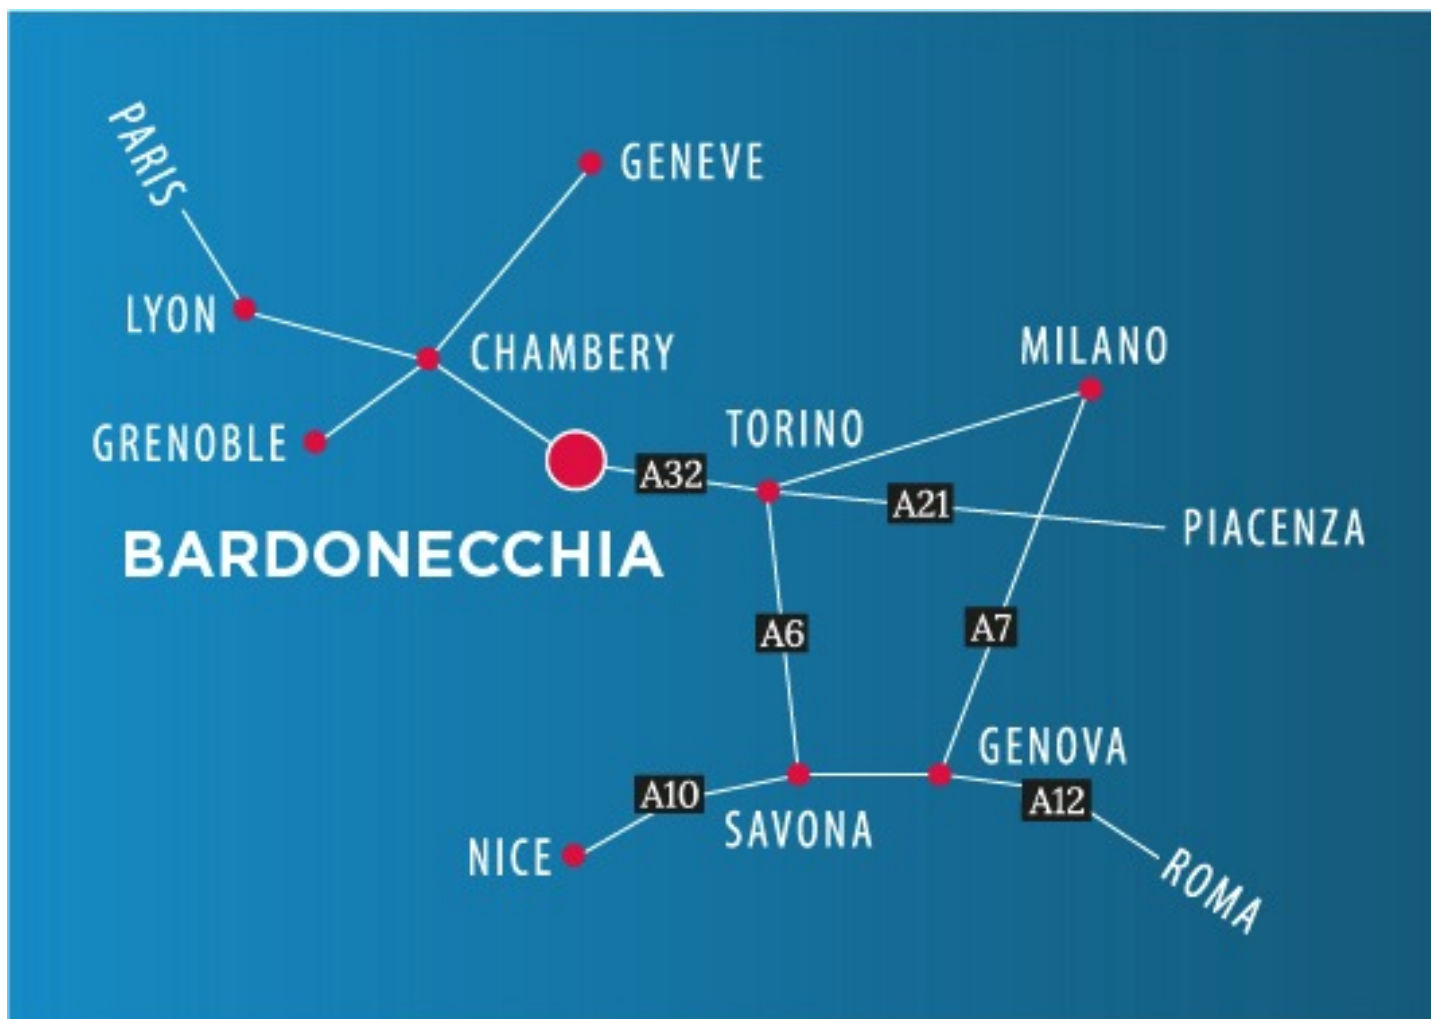 PARIS
GENEVE
LYON
CHAMBERY
MILANO
GRENOBLE
TORINO
A32
A21
PIACENZA
BARDONECCHIA
A6
A7
GENOVA
A10
A12
SAVONA
NICE
ROMA